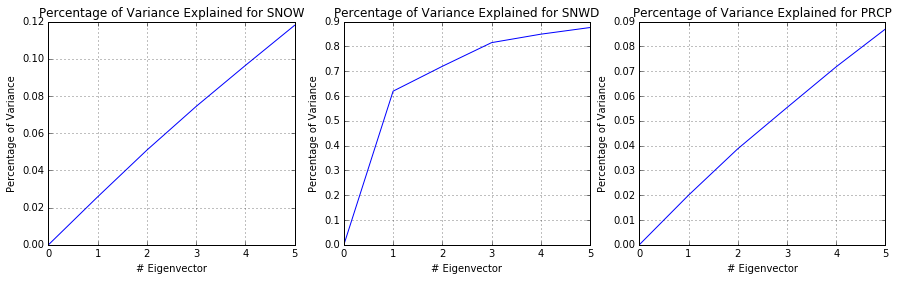 Percentage of Variance Explained for SNOW
0.12
0.10
0.08
0.06
0.04
0.02
0.00
Percentage of Variance
0 1 2 3 4 5
# Eigenvector
Percentage of Variance Explained for SNWD
0.9
0.8
0.7
0.6
0.5
0.4
0.3
0.2
0.1
0.0
Percentage of Variance
0 1 2 3 4 5
# Eigenvector
Percentage of Variance Explained for PRCP
0.09
0.08
0.07
0.06
0.05
0.04
0.03
0.02
0.01
0.00
Percentage of Variance
0 1 2 3 4 5
# Eigenvector